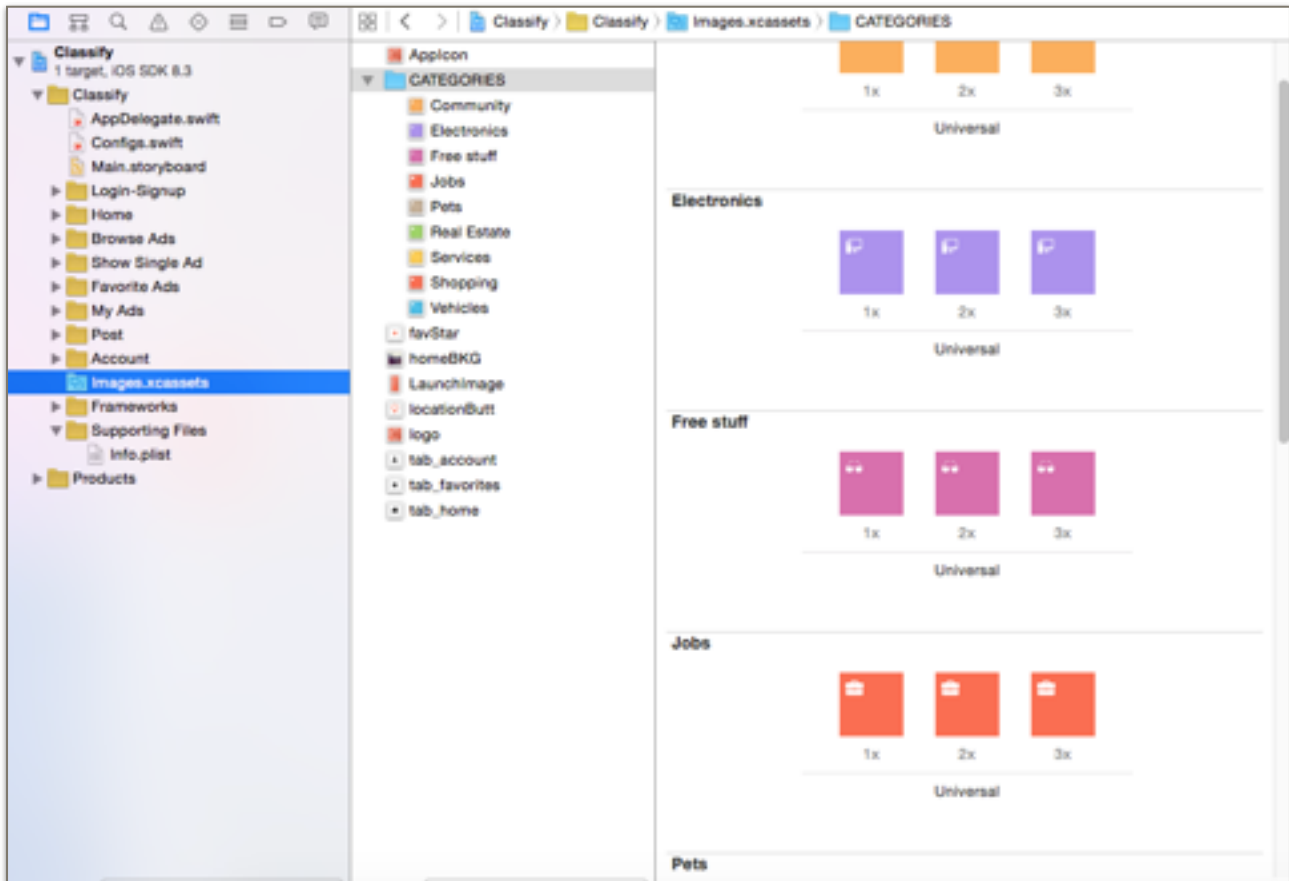 Classify 〉 Classify 〉 Images.xcassets 〉 CATEGORIES
Classify
1 target, iOS SDK 8.3
Classify
AppDelegate.swift
Configs.swift
Main.storyboard
Login-Signup
Home
Browse Ads
Show Single Ad
Favorite Ads
My Ads
Post
Account
Images.xcassets
Frameworks
Supporting Files
Info.plist
Products
AppIcon
CATEGORIES
Community
Electronics
Free stuff
Jobs
Pets
Real Estate
Services
Shopping
Vehicles
favStar
homeBKG
LaunchImage
locationButt
logo
tab_account
tab_favorites
tab_home
1x 2x 3x
Universal
Electronics
1x 2x 3x
Universal
Free stuff
1x 2x 3x
Universal
Jobs
1x 2x 3x
Universal
Pets